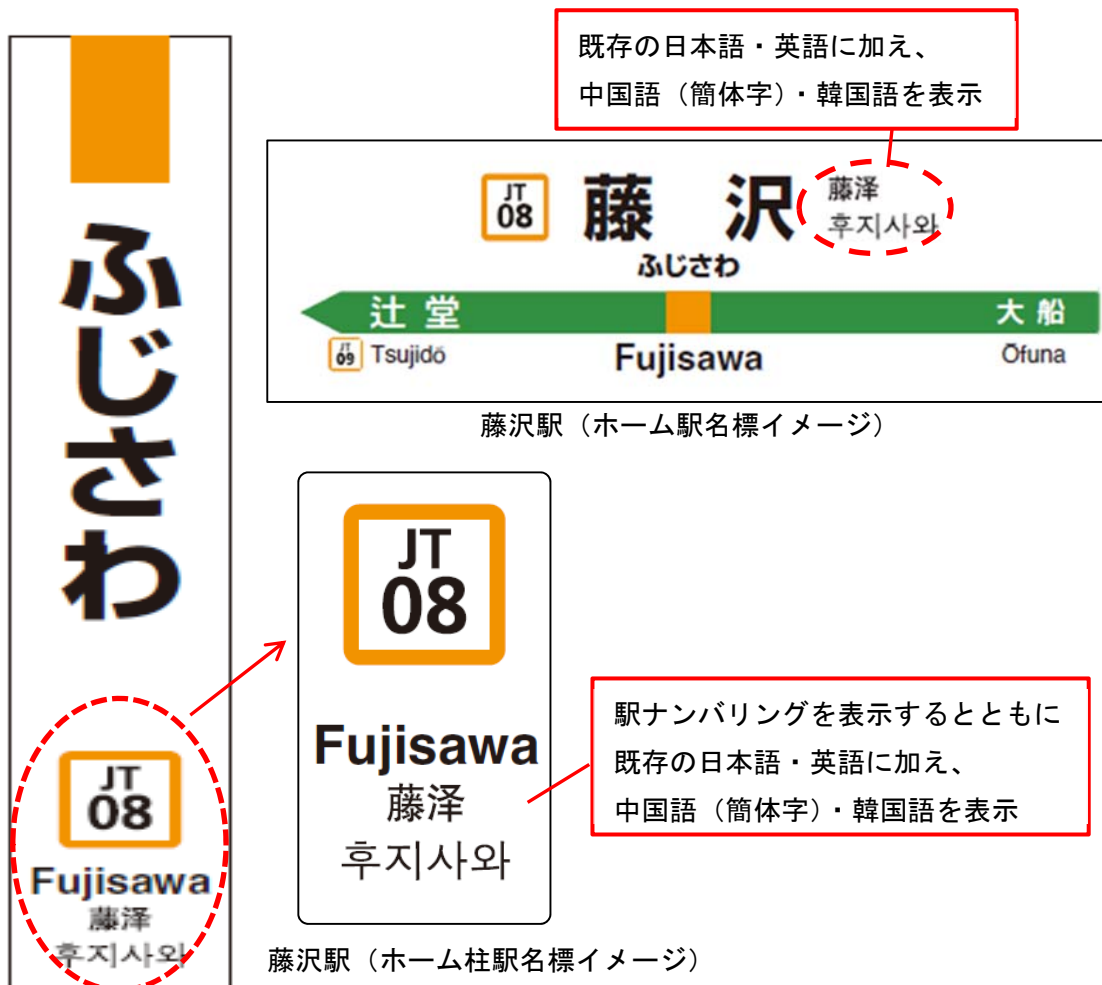 ふじさわ
JT
08
Fujisawa
藤泽
후지사와
既存の日本語・英語に加え、
中国語（簡体字）・韓国語を表示
JT
08
藤 沢
藤泽
후지사와
ふじさわ
辻 堂
大 船
JT
09
Tsujidō
Fujisawa
Ōfuna
藤沢駅（ホーム駅名標イメージ）
JT
08
Fujisawa
藤泽
후지사와
駅ナンバリングを表示するとともに
既存の日本語・英語に加え、
中国語（簡体字）・韓国語を表示
藤沢駅（ホーム柱駅名標イメージ）